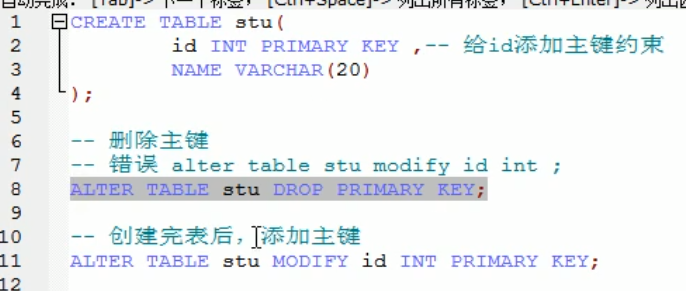 自动完成: [Tab]-> 下一个标签, [Ctrl+Space]-> 列出所有标签, [Ctrl+Enter]-> 列出
1 CREATE TABLE stu(
2 id INT PRIMARY KEY ,-- 给id添加主键约束
3 NAME VARCHAR(20)
4 );
5
6 -- 删除主键
7 -- 错误 alter table stu modify id int ;
8 ALTER TABLE stu DROP PRIMARY KEY;
9
10 -- 创建完表后，添加主键
11 ALTER TABLE stu MODIFY id INT PRIMARY KEY;
12